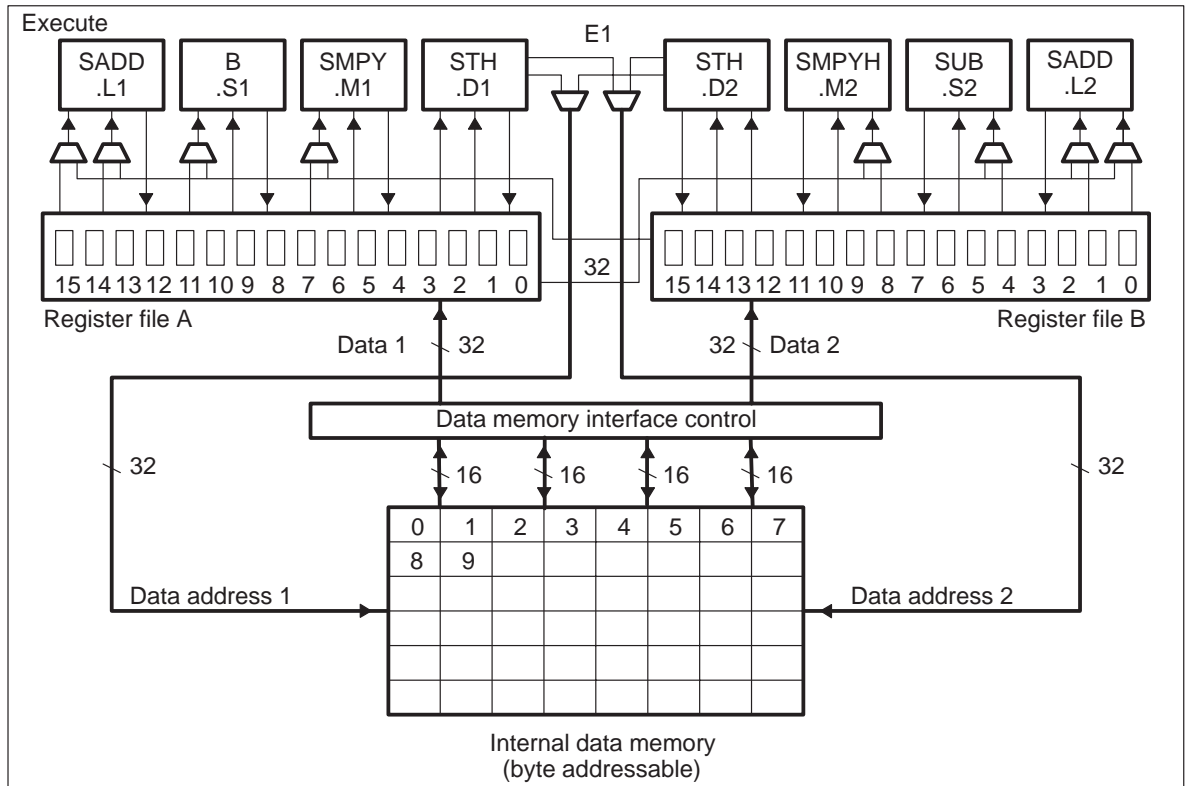 Execute
E1
SADD
.L1
B
.S1
SMPY
.M1
STH
.D1
STH
.D2
SMPYH
.M2
SUB
.S2
SADD
.L2
15 14 13 12 11 10 9 8 7 6 5 4 3 2 1 0
32
15 14 13 12 11 10 9 8 7 6 5 4 3 2 1 0
Register file A
Register file B
Data 1
32
32
Data 2
Data memory interface control
32
16
16
16
16
32
0 1 2 3 4 5 6 7
8 9
Data address 1
Data address 2
Internal data memory
(byte addressable)